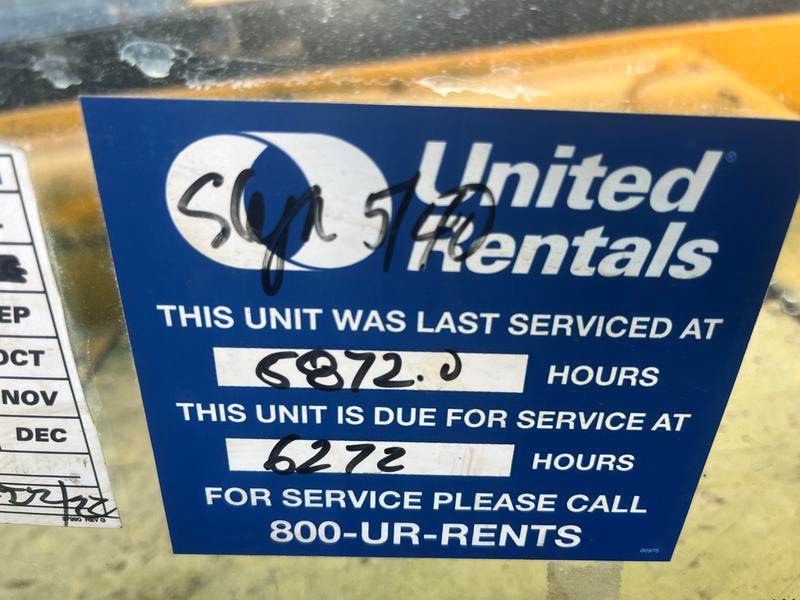 United®
Rentals
THIS UNIT WAS LAST SERVICED AT
5872.0 HOURS
THIS UNIT IS DUE FOR SERVICE AT
6272 HOURS
FOR SERVICE PLEASE CALL
800-UR-RENTS
EP
OCT
NOV
DEC